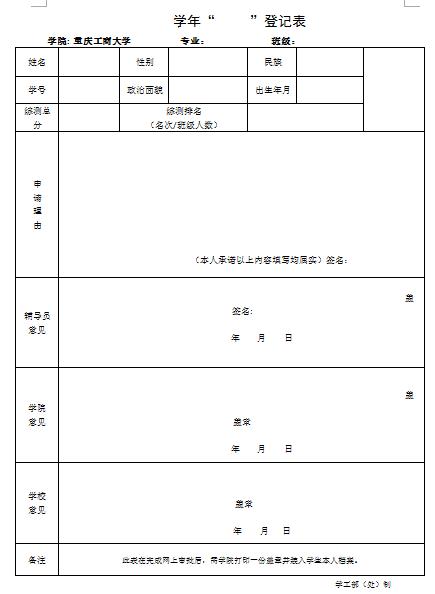 学年“ ”登记表
学院: 重庆工商大学 专业： 班级：
姓名 性别 民族
学号 政治面貌 出生年月
综测总分 综测排名
（名次/班级人数）
申请理由
（本人承诺以上内容填写均属实）签名：
盖
辅导员意见
签名:
年 月 日
盖
学院意见
盖章
年 月 日
学校意见
盖章
年 月 日
备注 此表在完成网上审批后，需学院打印一份盖章并装入学生本人档案。
学工部（处）制